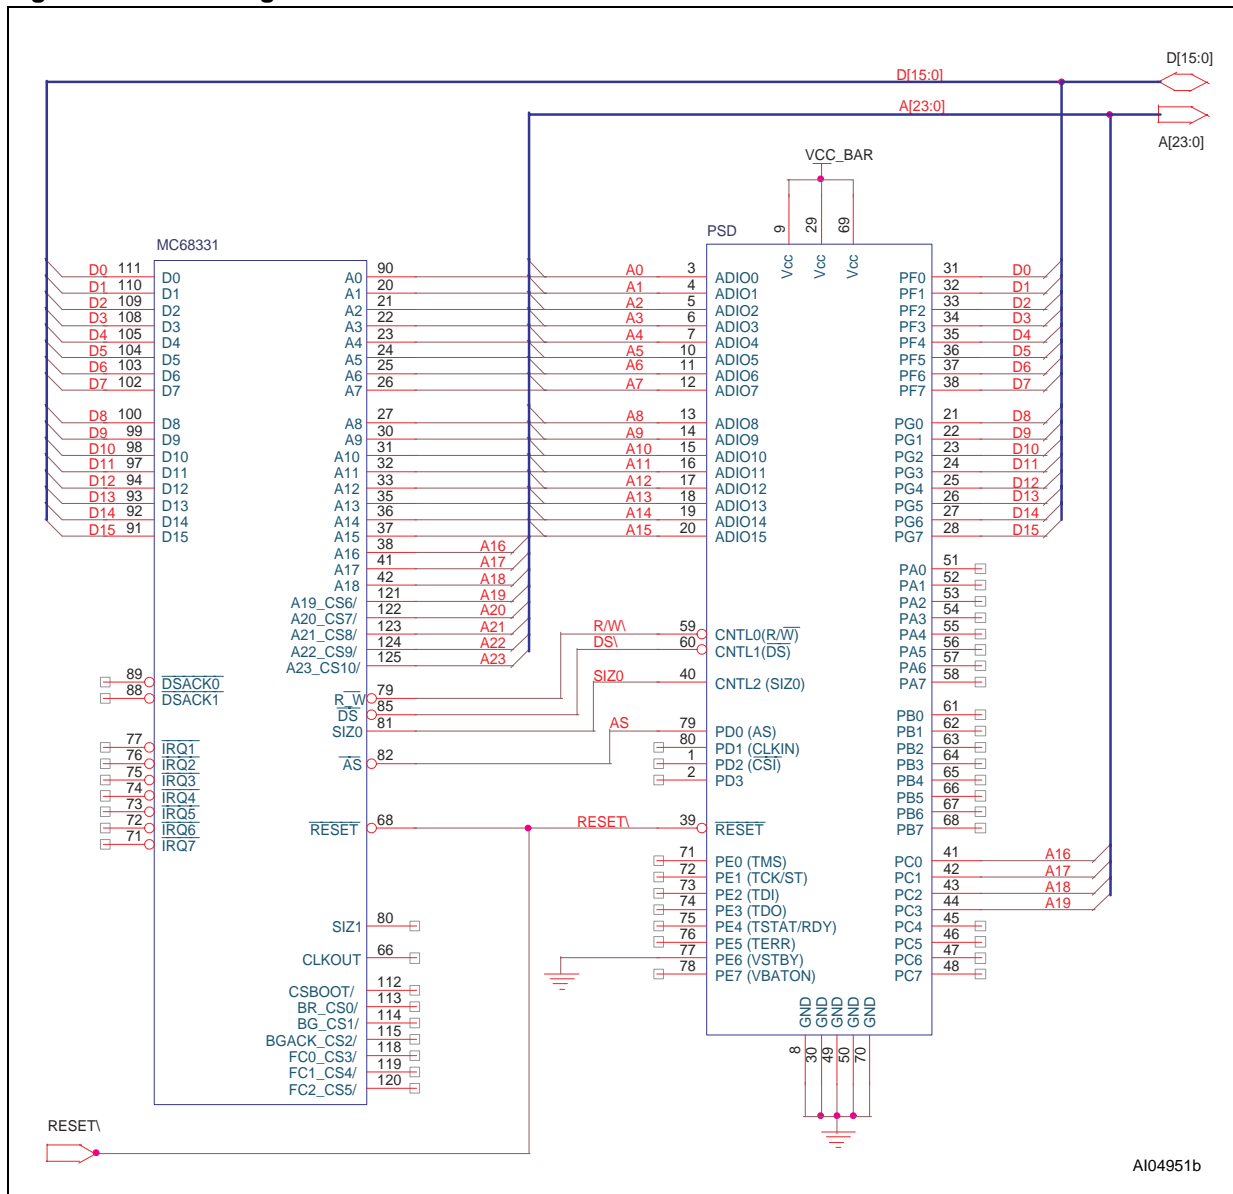 D[15:0]
D[15:0]
A[23:0]
A[23:0]
VCC_BAR
MC68331
PSD
9 29 69
Vcc Vcc Vcc
D0 111 D0 A0 90 A0 3 ADIO0 PF0 31 D0
D1 110 D1 A1 20 A1 4 ADIO1 PF1 32 D1
D2 109 D2 A2 21 A2 5 ADIO2 PF2 33 D2
D3 108 D3 A3 22 A3 6 ADIO3 PF3 34 D3
D4 105 D4 A4 23 A4 7 ADIO4 PF4 35 D4
D5 104 D5 A5 24 A5 10 ADIO5 PF5 36 D5
D6 103 D6 A6 25 A6 11 ADIO6 PF6 37 D6
D7 102 D7 A7 26 A7 12 ADIO7 PF7 38 D7
D8 100 D8 A8 27 A8 13 ADIO8 PG0 21 D8
D9 99 D9 A9 30 A9 14 ADIO9 PG1 22 D9
D10 98 D10 A10 31 A10 15 ADIO10 PG2 23 D10
D11 97 D11 A11 32 A11 16 ADIO11 PG3 24 D11
D12 94 D12 A12 33 A12 17 ADIO12 PG4 25 D12
D13 93 D13 A13 35 A13 18 ADIO13 PG5 26 D13
D14 92 D14 A14 36 A14 19 ADIO14 PG6 27 D14
D15 91 D15 A15 37 A15 20 ADIO15 PG7 28 D15
A16 38 A16
A17 41 A17 PA0 51
A18 42 A18 PA1 52
A19_CS6/ 121 A19 PA2 53
A20_CS7/ 122 A20 PA3 54
A21_CS8/ 123 A21 R/W\ 59 CNTL0(R/W) PA4 55
A22_CS9/ 124 A22 DS\ 60 CNTL1(DS) PA5 56
A23_CS10/ 125 A23 PA6 57
89 DSACK0 SIZ0 40 CNTL2 (SIZ0) PA7 58
88 DSACK1 R_W 79
DS 85 PB0 61
SIZ0 81 AS 79 PD0 (AS) PB1 62
77 IRQ1 80 PD1 (CLKIN) PB2 63
76 IRQ2 AS 82 1 PD2 (CSI) PB3 64
75 IRQ3 2 PD3 PB4 65
74 IRQ4 PB5 66
73 IRQ5 PB6 67
72 IRQ6 RESET 68 RESET\ 39 RESET PB7 68
71 IRQ7
71 PE0 (TMS) PC0 41 A16
72 PE1 (TCK/ST) PC1 42 A17
73 PE2 (TDI) PC2 43 A18
74 PE3 (TDO) PC3 44 A19
SIZ1 80 75 PE4 (TSTAT/RDY) PC4 45
76 PE5 (TERR) PC5 46
CLKOUT 66 77 PE6 (VSTBY) PC6 47
78 PE7 (VBATON) PC7 48
CSBOOT/ 112
BR_CS0/ 113
BG_CS1/ 114
BGACK_CS2/ 115
FC0_CS3/ 118
FC1_CS4/ 119
FC2_CS5/ 120
GND GND GND GND GND
8 30 49 50 70
RESET\
AI04951b